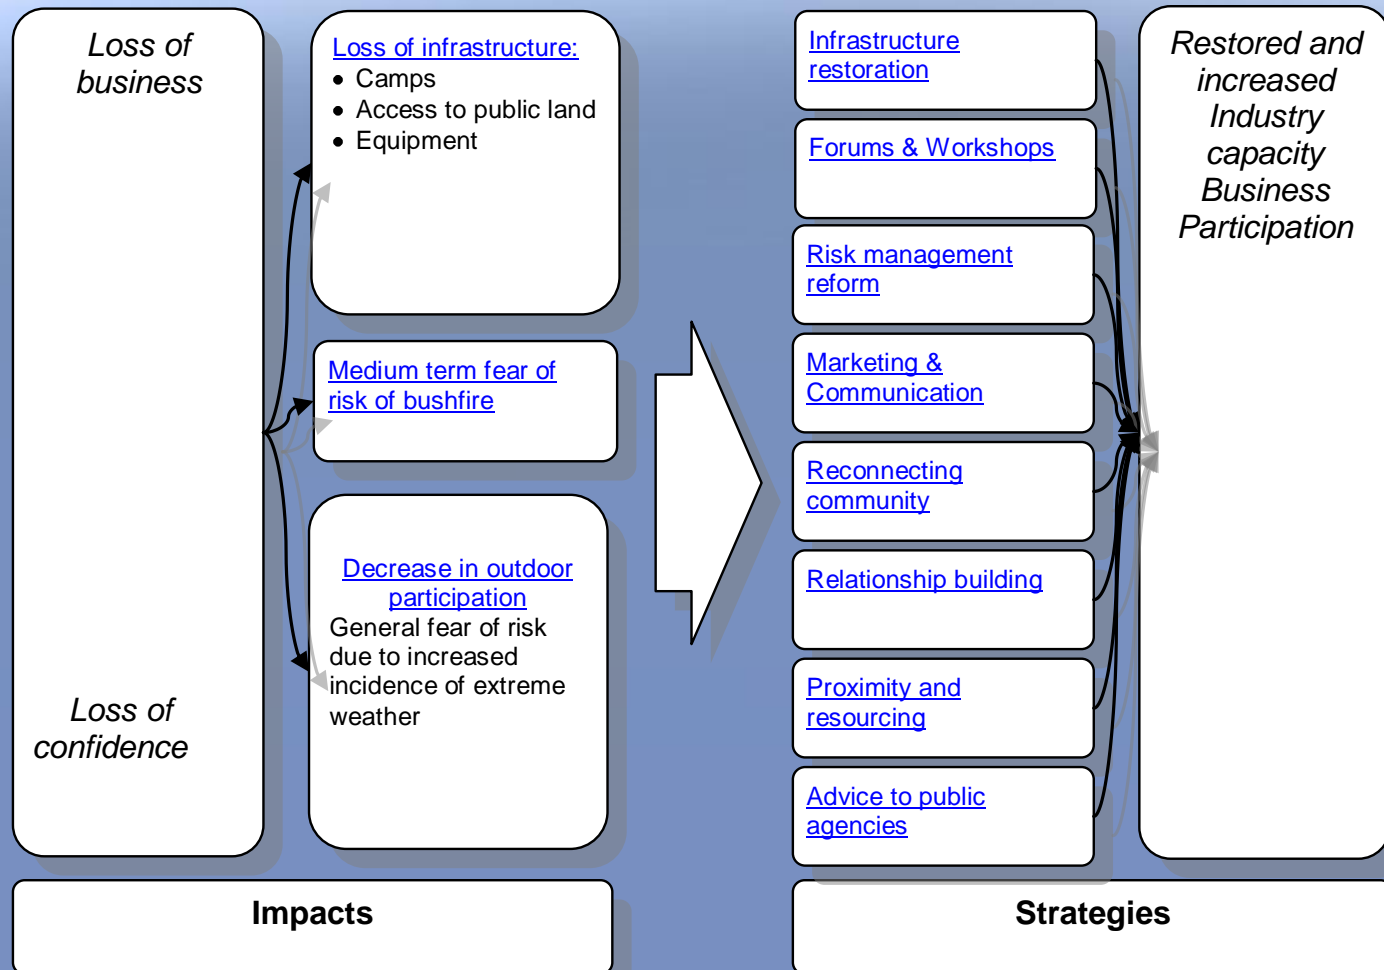 Loss of
business
Loss of
confidence
Loss of infrastructure:
• Camps
• Access to public land
• Equipment
Medium term fear of
risk of bushfire
Decrease in outdoor
participation
General fear of risk
due to increased
incidence of extreme
weather
Impacts
Infrastructure
restoration
Forums & Workshops
Risk management
reform
Marketing &
Communication
Reconnecting
community
Relationship building
Proximity and
resourcing
Advice to public
agencies
Restored and
increased
Industry
capacity
Business
Participation
Strategies